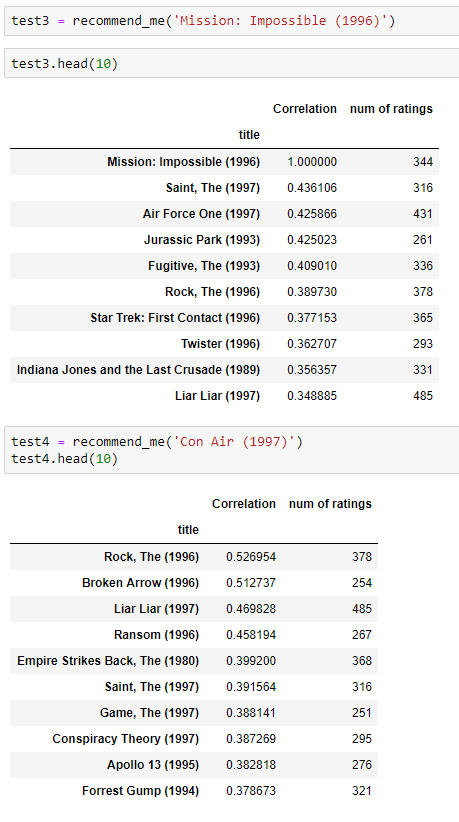 test3 = recommend_me('Mission: Impossible (1996)')
test3.head(10)
Correlation num of ratings
title
Mission: Impossible (1996) 1.000000 344
Saint, The (1997) 0.436106 316
Air Force One (1997) 0.425866 431
Jurassic Park (1993) 0.425023 261
Fugitive, The (1993) 0.409010 336
Rock, The (1996) 0.389730 378
Star Trek: First Contact (1996) 0.377153 365
Twister (1996) 0.362707 293
Indiana Jones and the Last Crusade (1989) 0.356357 331
Liar Liar (1997) 0.348885 485
test4 = recommend_me('Con Air (1997)')
test4.head(10)
Correlation num of ratings
title
Rock, The (1996) 0.526954 378
Broken Arrow (1996) 0.512737 254
Liar Liar (1997) 0.469828 485
Ransom (1996) 0.458194 267
Empire Strikes Back, The (1980) 0.399200 368
Saint, The (1997) 0.391564 316
Game, The (1997) 0.388141 251
Conspiracy Theory (1997) 0.387269 295
Apollo 13 (1995) 0.382818 276
Forrest Gump (1994) 0.378673 321